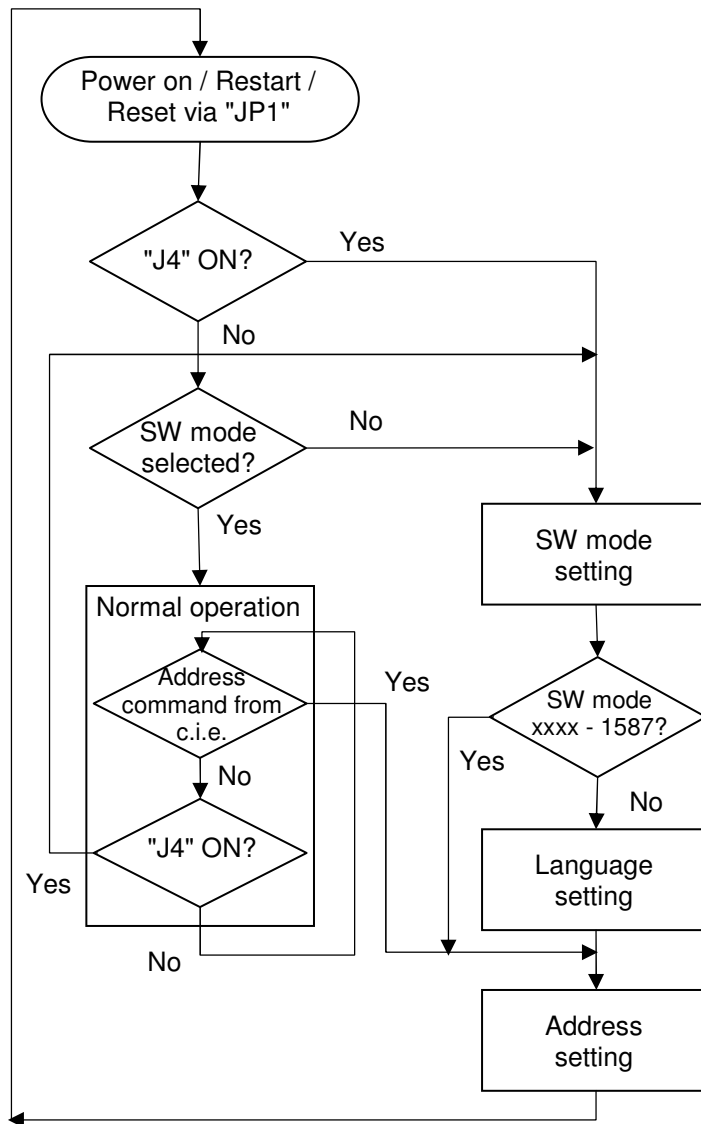 Power on / Restart /
Reset via "JP1"
"J4" ON?
Yes
No
SW mode
selected?
No
Yes
SW mode
setting
Normal operation
Address
command from
c.i.e.
Yes
No
SW mode
xxxx - 1587?
Yes
No
"J4" ON?
Yes
No
Language
setting
Address
setting